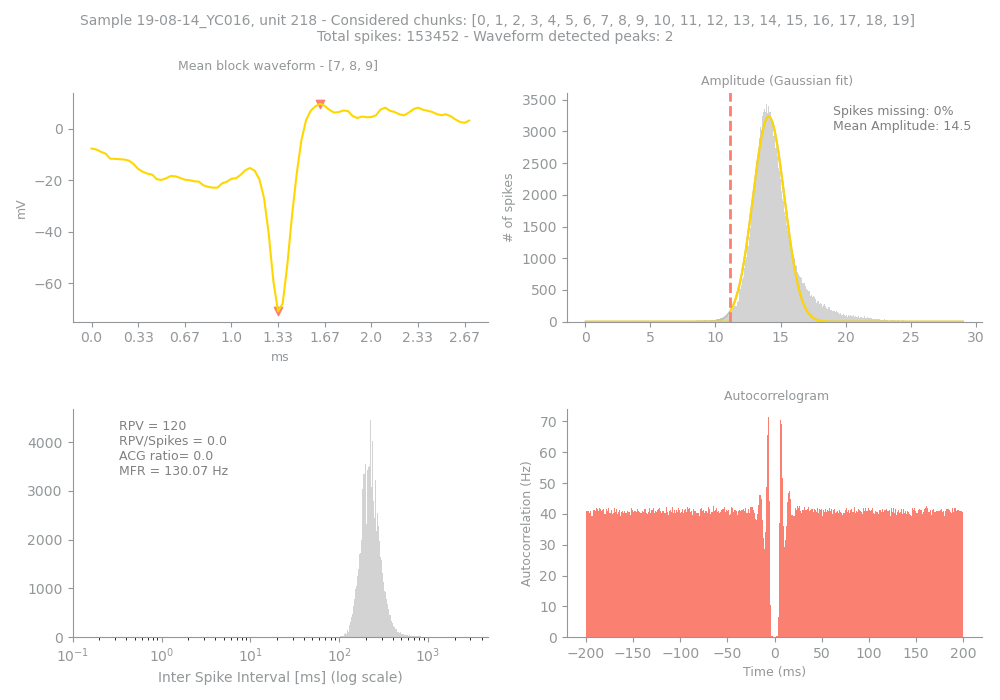 Sample 19-08-14_YC016, unit 218 - Considered chunks: [0, 1, 2, 3, 4, 5, 6, 7, 8, 9, 10, 11, 12, 13, 14, 15, 16, 17, 18, 19]
Total spikes: 153452 - Waveform detected peaks: 2
Mean block waveform - [7, 8, 9]
mV
0
−20
−40
−60
0.0 0.33 0.67 1.0 1.33 1.67 2.0 2.33 2.67
ms
Amplitude (Gaussian fit)
Spikes missing: 0%
Mean Amplitude: 14.5
# of spikes
3500
3000
2500
2000
1500
1000
500
0
0 5 10 15 20 25 30
RPV = 120
RPV/Spikes = 0.0
ACG ratio= 0.0
MFR = 130.07 Hz
4000
3000
2000
1000
0
10⁻¹ 10⁰ 10¹ 10² 10³
Inter Spike Interval [ms] (log scale)
Autocorrelogram
Autocorrelation (Hz)
70
60
50
40
30
20
10
0
−200 −150 −100 −50 0 50 100 150 200
Time (ms)